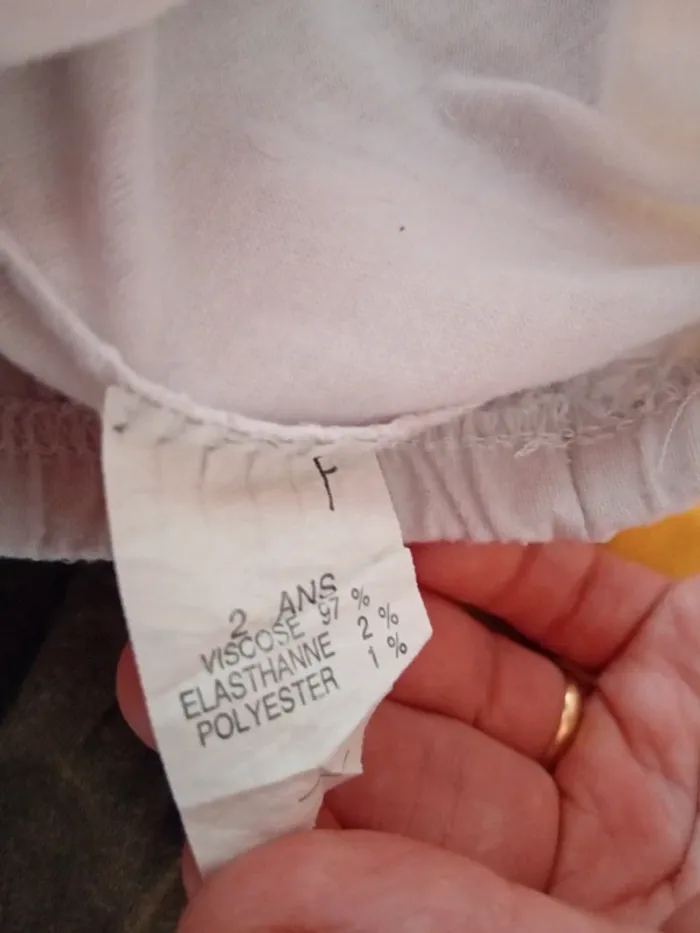 F
2 ANS
VISCOSE 97 %
ELASTHANNE 2 %
POLYESTER 1 %